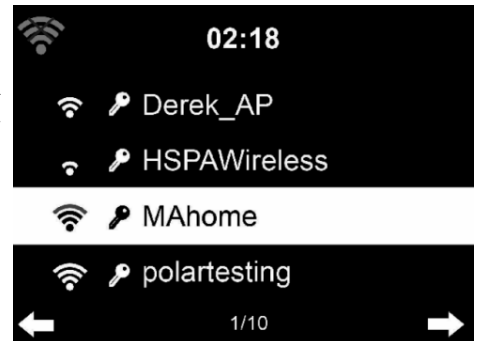 02:18
Derek_AP
HSPAWireless
MAhome
polartesting
1/10